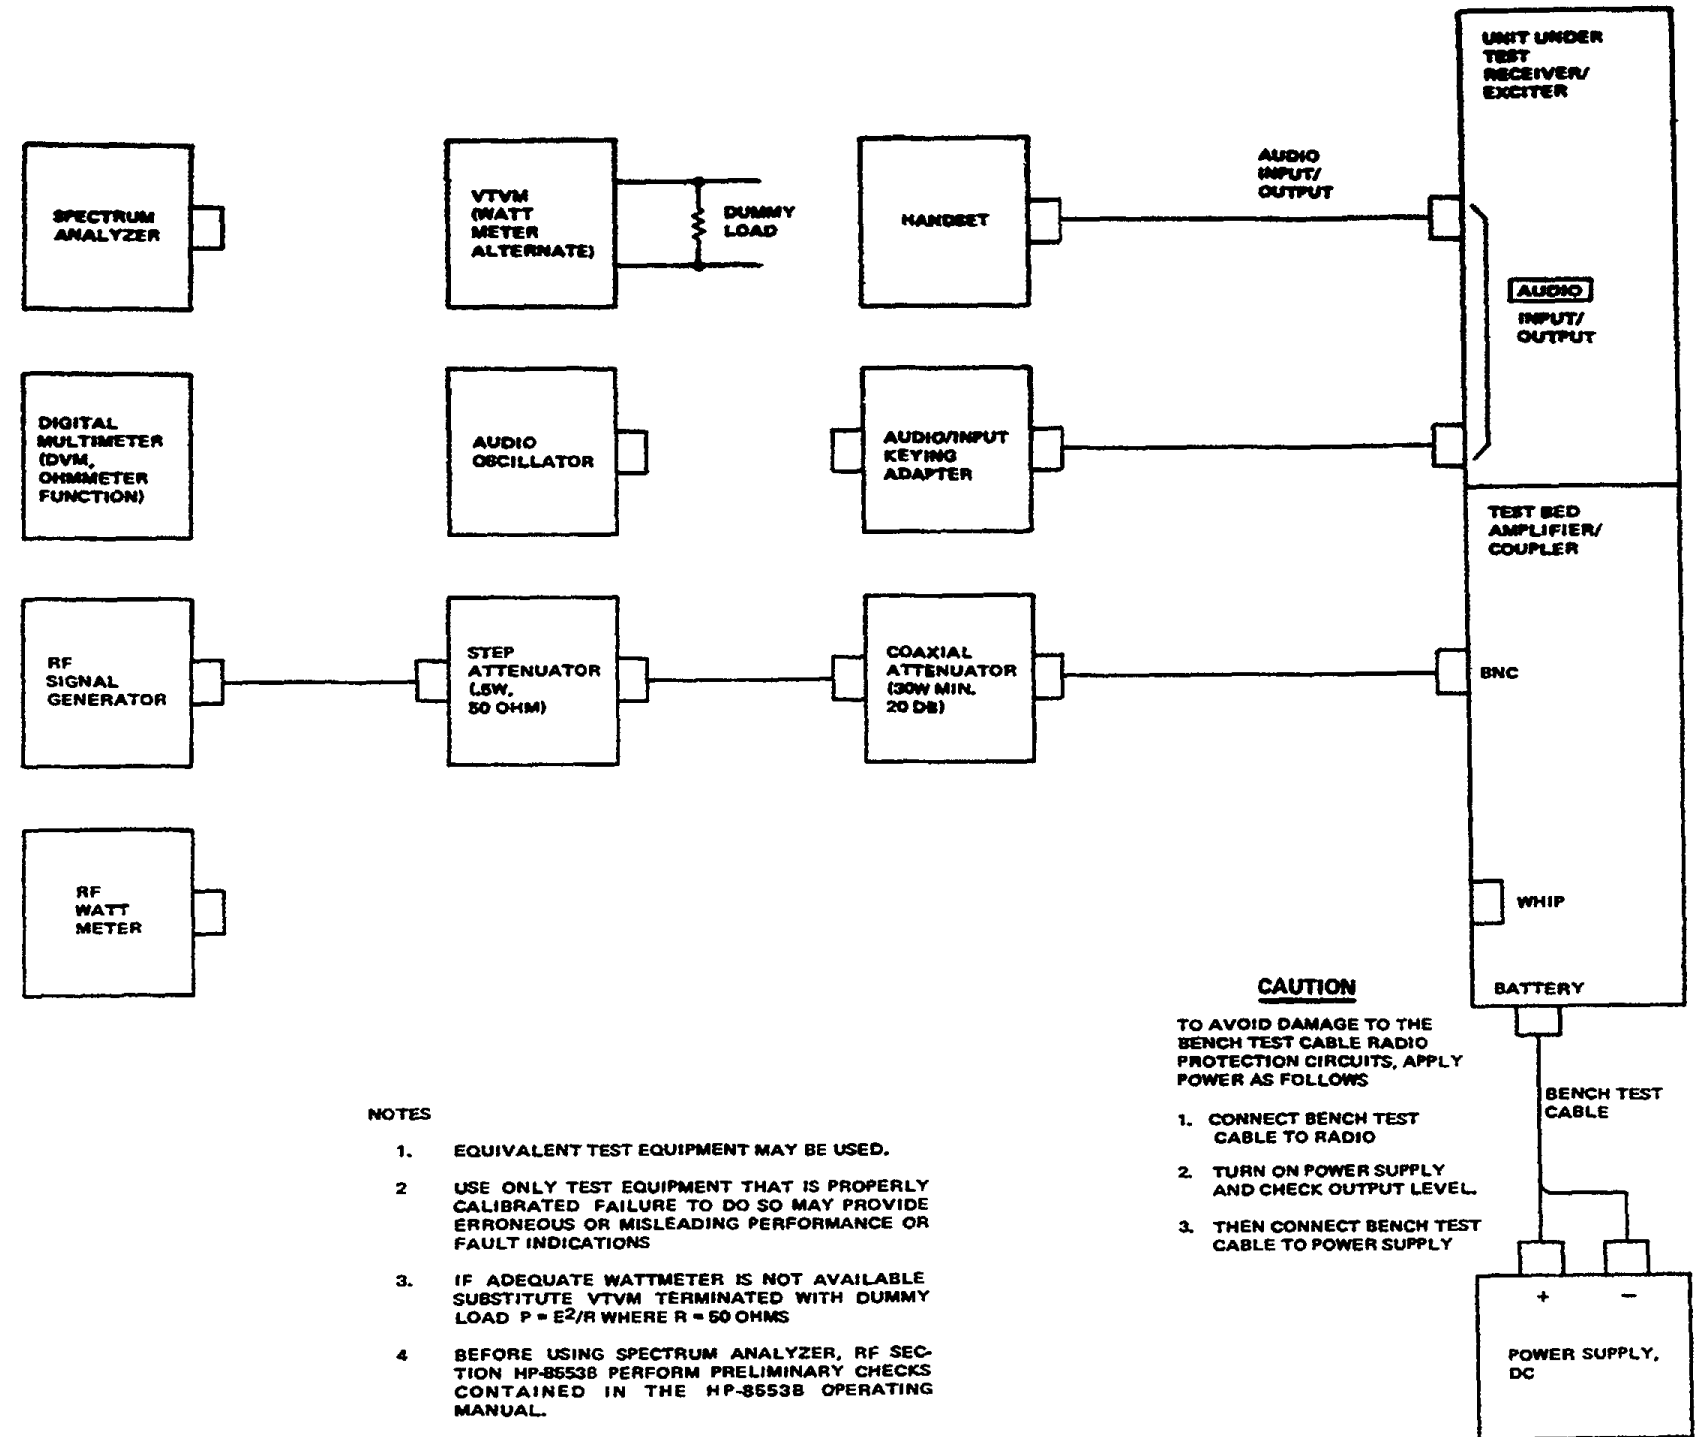 UNIT UNDER
TEST
RECEIVER/
EXCITER
SPECTRUM
ANALYZER
VTVM
(WATT
METER
ALTERNATE)
DUMMY
LOAD
HANDSET
AUDIO
INPUT/
OUTPUT
AUDIO
INPUT/
OUTPUT
DIGITAL
MULTIMETER
(DVM,
OHMMETER
FUNCTION)
AUDIO
OSCILLATOR
AUDIO/INPUT
KEYING
ADAPTER
TEST BED
AMPLIFIER/
COUPLER
RF
SIGNAL
GENERATOR
STEP
ATTENUATOR
(.5W,
50 OHM)
COAXIAL
ATTENUATOR
(30W MIN.
20 DB)
BNC
RF
WATT
METER
WHIP
BATTERY
CAUTION
TO AVOID DAMAGE TO THE
BENCH TEST CABLE RADIO
PROTECTION CIRCUITS, APPLY
POWER AS FOLLOWS
1. CONNECT BENCH TEST
CABLE TO RADIO
2. TURN ON POWER SUPPLY
AND CHECK OUTPUT LEVEL.
3. THEN CONNECT BENCH TEST
CABLE TO POWER SUPPLY
BENCH TEST
CABLE
+ −
POWER SUPPLY,
DC
NOTES
1. EQUIVALENT TEST EQUIPMENT MAY BE USED.
2 USE ONLY TEST EQUIPMENT THAT IS PROPERLY
CALIBRATED FAILURE TO DO SO MAY PROVIDE
ERRONEOUS OR MISLEADING PERFORMANCE OR
FAULT INDICATIONS
3. IF ADEQUATE WATTMETER IS NOT AVAILABLE
SUBSTITUTE VTVM TERMINATED WITH DUMMY
LOAD P = E²/R WHERE R = 50 OHMS
4 BEFORE USING SPECTRUM ANALYZER, RF SEC-
TION HP-8553B PERFORM PRELIMINARY CHECKS
CONTAINED IN THE HP-8553B OPERATING
MANUAL.